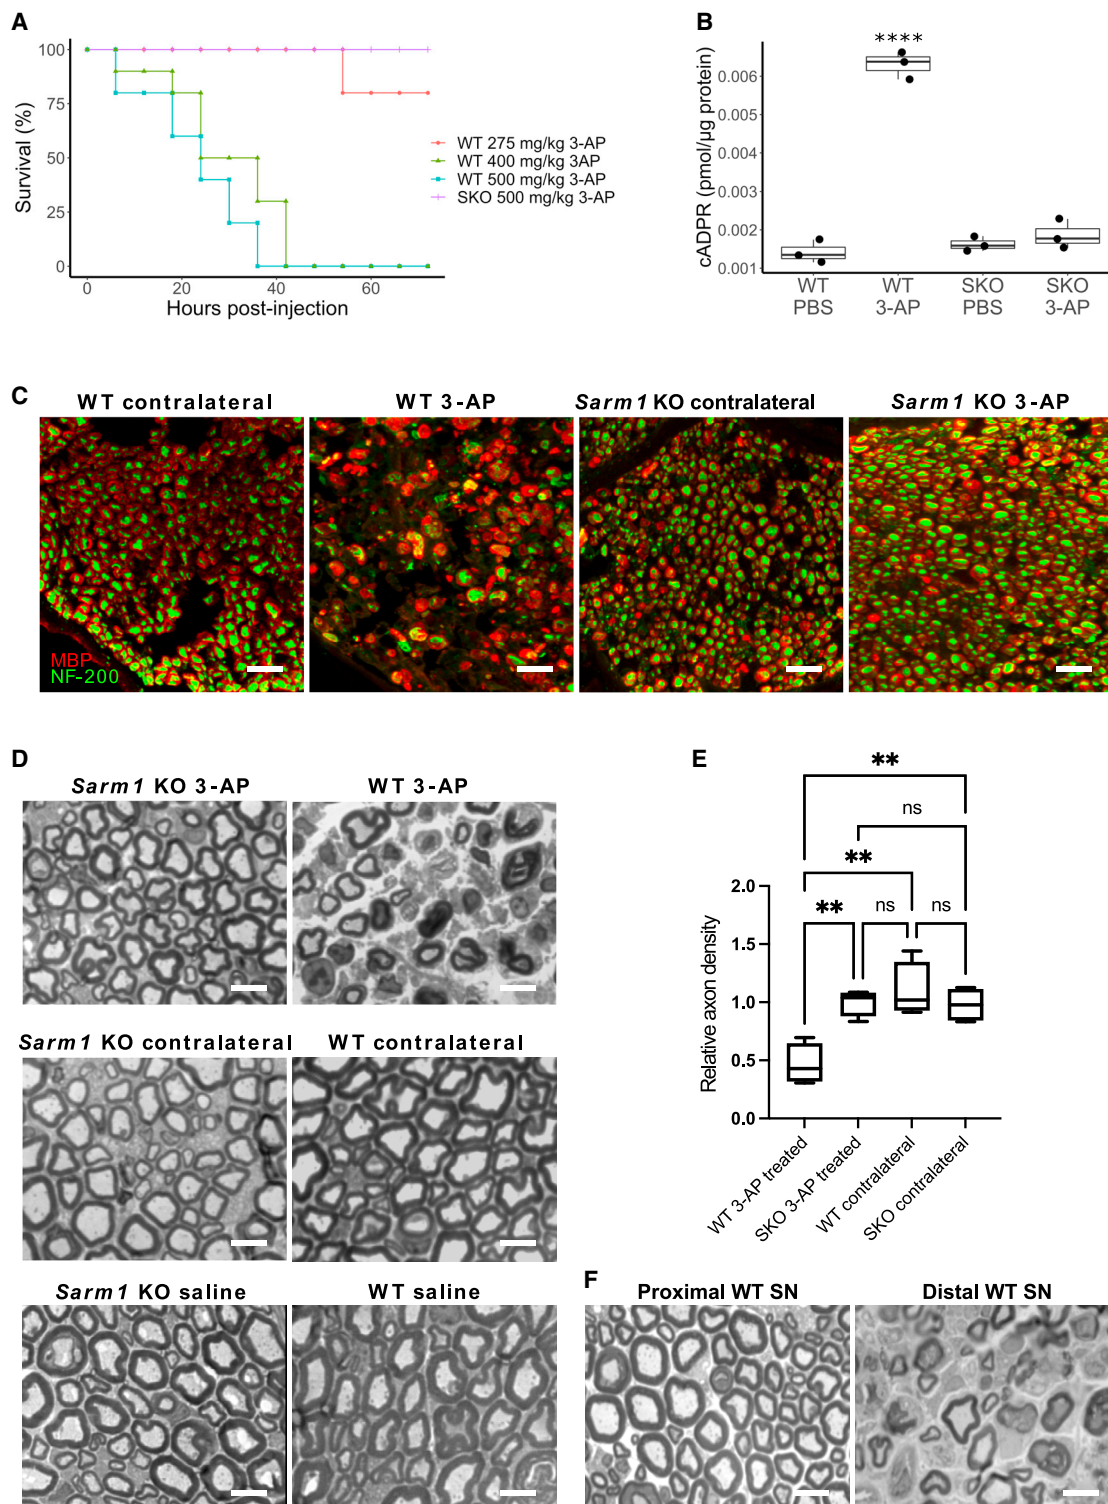 A
Survival (%)
100
75
50
25
0
0
20
40
60
Hours post-injection
WT 275 mg/kg 3-AP
WT 400 mg/kg 3AP
WT 500 mg/kg 3-AP
SKO 500 mg/kg 3-AP
B
cADPR (pmol/µg protein)
****
0.006
0.005
0.004
0.003
0.002
0.001
WT
PBS
WT
3-AP
SKO
PBS
SKO
3-AP
C
WT contralateral
WT 3-AP
Sarm1 KO contralateral
Sarm1 KO 3-AP
MBP
NF-200
D
Sarm1 KO 3-AP
WT 3-AP
Sarm1 KO contralateral
WT contralateral
Sarm1 KO saline
WT saline
E
**
ns
**
**
ns
ns
Relative axon density
2.0
1.5
1.0
0.5
0.0
WT 3-AP treated
SKO 3-AP treated
WT contralateral
SKO contralateral
F
Proximal WT SN
Distal WT SN